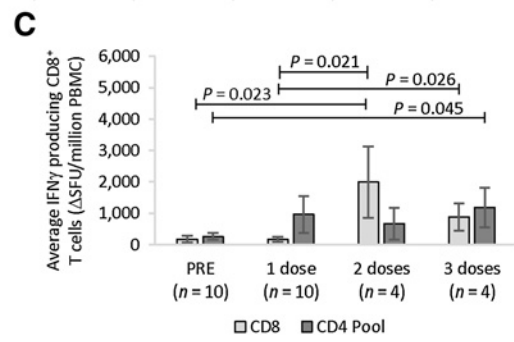 C
Average IFNγ producing CD8⁺
T cells (ΔSFU/million PBMC)
6,000
5,000
4,000
3,000
2,000
1,000
0
P = 0.021
P = 0.026
P = 0.023
P = 0.045
PRE
(n = 10)
1 dose
(n = 10)
2 doses
(n = 4)
3 doses
(n = 4)
CD8
CD4 Pool